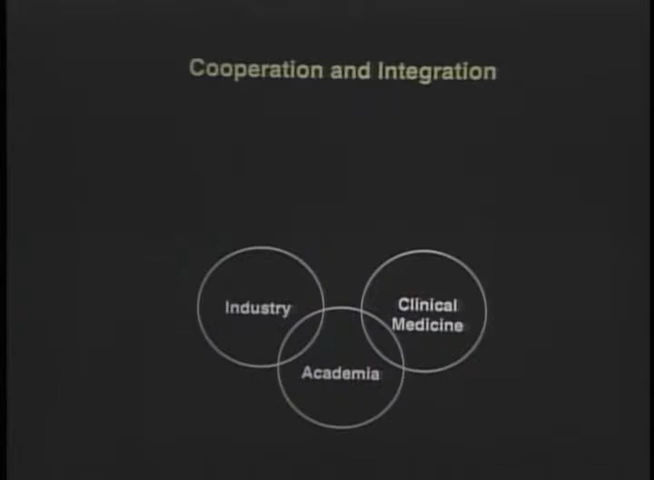 Cooperation and Integration
Industry
Clinical
Medicine
Academia